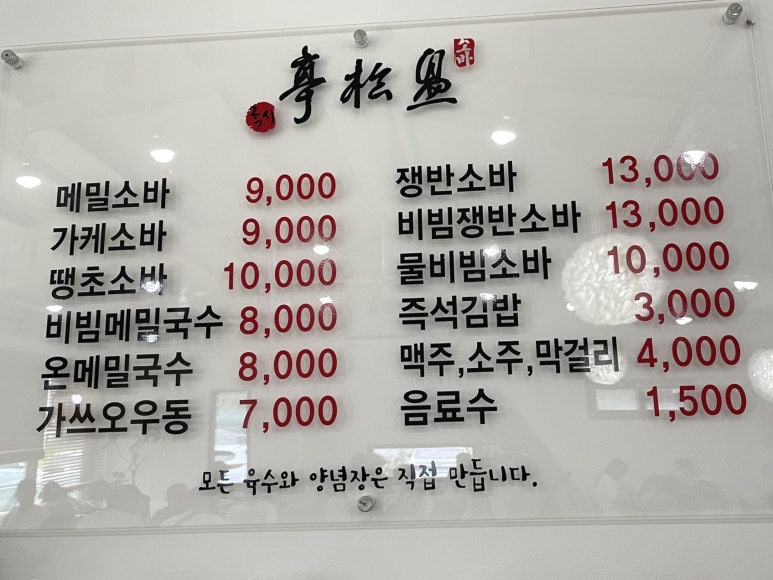 亭松盈
소바
즉시
메밀소바 9,000
가케소바 9,000
땡초소바 10,000
비빔메밀국수 8,000
온메밀국수 8,000
가쓰오우동 7,000
쟁반소바 13,000
비빔쟁반소바 13,000
물비빔소바 10,000
즉석김밥 3,000
맥주,소주,막걸리 4,000
음료수 1,500
모든 육수와 양념장은 직접 만듭니다.